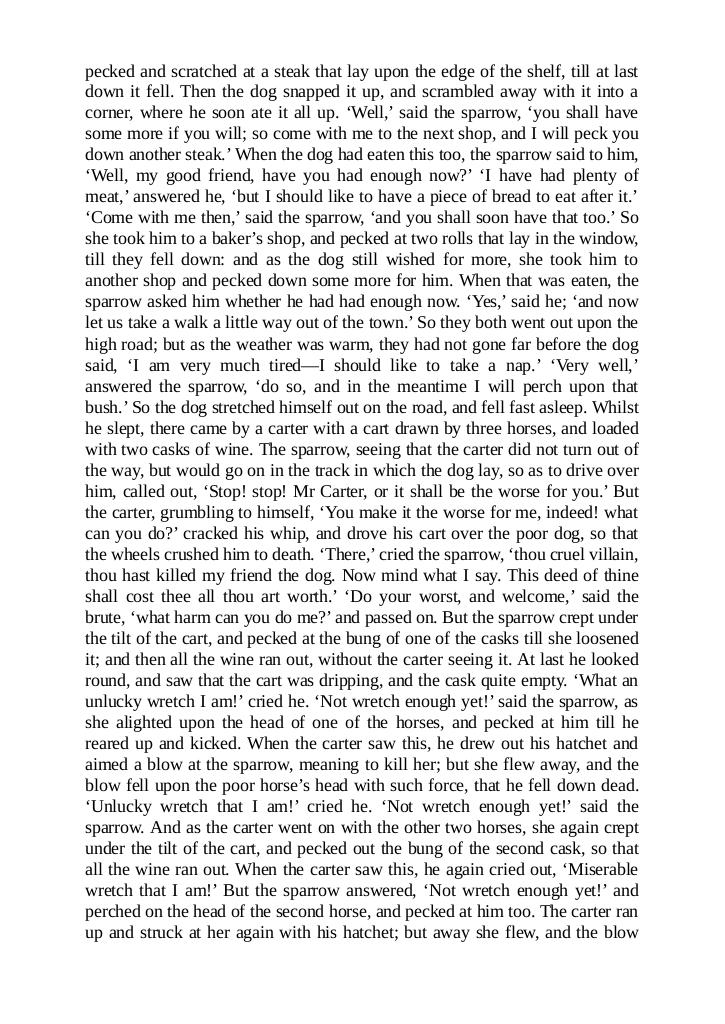 pecked and scratched at a steak that lay upon the edge of the shelf, till at last
down it fell. Then the dog snapped it up, and scrambled away with it into a
corner, where he soon ate it all up. ‘Well,’ said the sparrow, ‘you shall have
some more if you will; so come with me to the next shop, and I will peck you
down another steak.’ When the dog had eaten this too, the sparrow said to him,
‘Well, my good friend, have you had enough now?’ ‘I have had plenty of
meat,’ answered he, ‘but I should like to have a piece of bread to eat after it.’
‘Come with me then,’ said the sparrow, ‘and you shall soon have that too.’ So
she took him to a baker’s shop, and pecked at two rolls that lay in the window,
till they fell down: and as the dog still wished for more, she took him to
another shop and pecked down some more for him. When that was eaten, the
sparrow asked him whether he had had enough now. ‘Yes,’ said he; ‘and now
let us take a walk a little way out of the town.’ So they both went out upon the
high road; but as the weather was warm, they had not gone far before the dog
said, ‘I am very much tired—I should like to take a nap.’ ‘Very well,’
answered the sparrow, ‘do so, and in the meantime I will perch upon that
bush.’ So the dog stretched himself out on the road, and fell fast asleep. Whilst
he slept, there came by a carter with a cart drawn by three horses, and loaded
with two casks of wine. The sparrow, seeing that the carter did not turn out of
the way, but would go on in the track in which the dog lay, so as to drive over
him, called out, ‘Stop! stop! Mr Carter, or it shall be the worse for you.’ But
the carter, grumbling to himself, ‘You make it the worse for me, indeed! what
can you do?’ cracked his whip, and drove his cart over the poor dog, so that
the wheels crushed him to death. ‘There,’ cried the sparrow, ‘thou cruel villain,
thou hast killed my friend the dog. Now mind what I say. This deed of thine
shall cost thee all thou art worth.’ ‘Do your worst, and welcome,’ said the
brute, ‘what harm can you do me?’ and passed on. But the sparrow crept under
the tilt of the cart, and pecked at the bung of one of the casks till she loosened
it; and then all the wine ran out, without the carter seeing it. At last he looked
round, and saw that the cart was dripping, and the cask quite empty. ‘What an
unlucky wretch I am!’ cried he. ‘Not wretch enough yet!’ said the sparrow, as
she alighted upon the head of one of the horses, and pecked at him till he
reared up and kicked. When the carter saw this, he drew out his hatchet and
aimed a blow at the sparrow, meaning to kill her; but she flew away, and the
blow fell upon the poor horse’s head with such force, that he fell down dead.
‘Unlucky wretch that I am!’ cried he. ‘Not wretch enough yet!’ said the
sparrow. And as the carter went on with the other two horses, she again crept
under the tilt of the cart, and pecked out the bung of the second cask, so that
all the wine ran out. When the carter saw this, he again cried out, ‘Miserable
wretch that I am!’ But the sparrow answered, ‘Not wretch enough yet!’ and
perched on the head of the second horse, and pecked at him too. The carter ran
up and struck at her again with his hatchet; but away she flew, and the blow